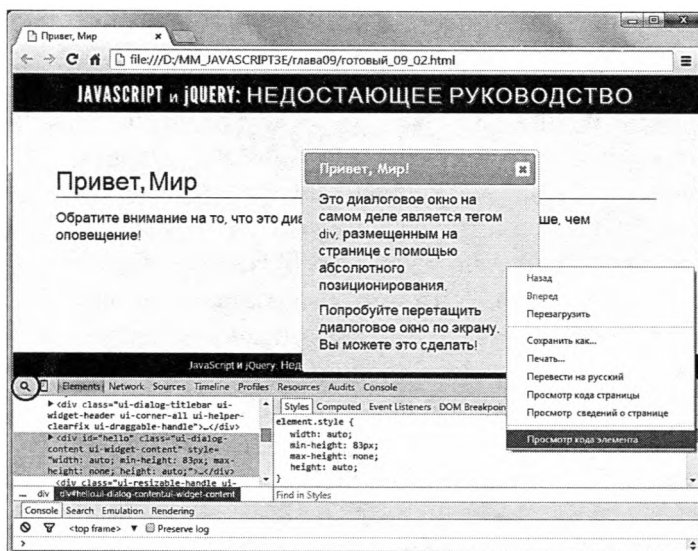 Привет, Мир
file:///D:/MM_JAVASCRIPT3E/глава09/готовый_09_02.html
JAVASCRIPT и jQUERY: НЕДОСТАЮЩЕЕ РУКОВОДСТВО
Привет, Мир
Обратите внимание на то, что это диа
ше, чем
оповещение!
Привет, Мир!
Это диалоговое окно на
самом деле является тегом
div, размещенным на
странице с помощью
абсолютного
позиционирования.
Попробуйте перетащить
диалоговое окно по экрану.
Вы можете это сделать!
Назад
Вперед
Перезагрузить
Сохранить как...
Печать...
Перевести на русский
Просмотр кода страницы
Просмотр сведений о странице
Просмотр кода элемента
JavaScript и jQuery: Нед
Elements Network Sources Timeline Profiles Resources Audits Console
<div class="ui-dialog-titlebar ui-
widget-header ui-corner-all ui-helper-
clearfix ui-draggable-handle">…</div>
<div id="hello" class="ui-dialog-
content ui-widget-content" style=
"width: auto; min-height: 83px; max-
height: none; height: auto;">…</div>
<div class="ui-resizable-handle ui-
... div div#hello.ui-dialog-content.ui-widget-content
Styles Computed Event Listeners DOM Breakpoin
element.style {
width: auto;
min-height: 83px;
max-height: none;
height: auto;
}
Find in Styles
Console Search Emulation Rendering
<top frame> ▼ Preserve log
>